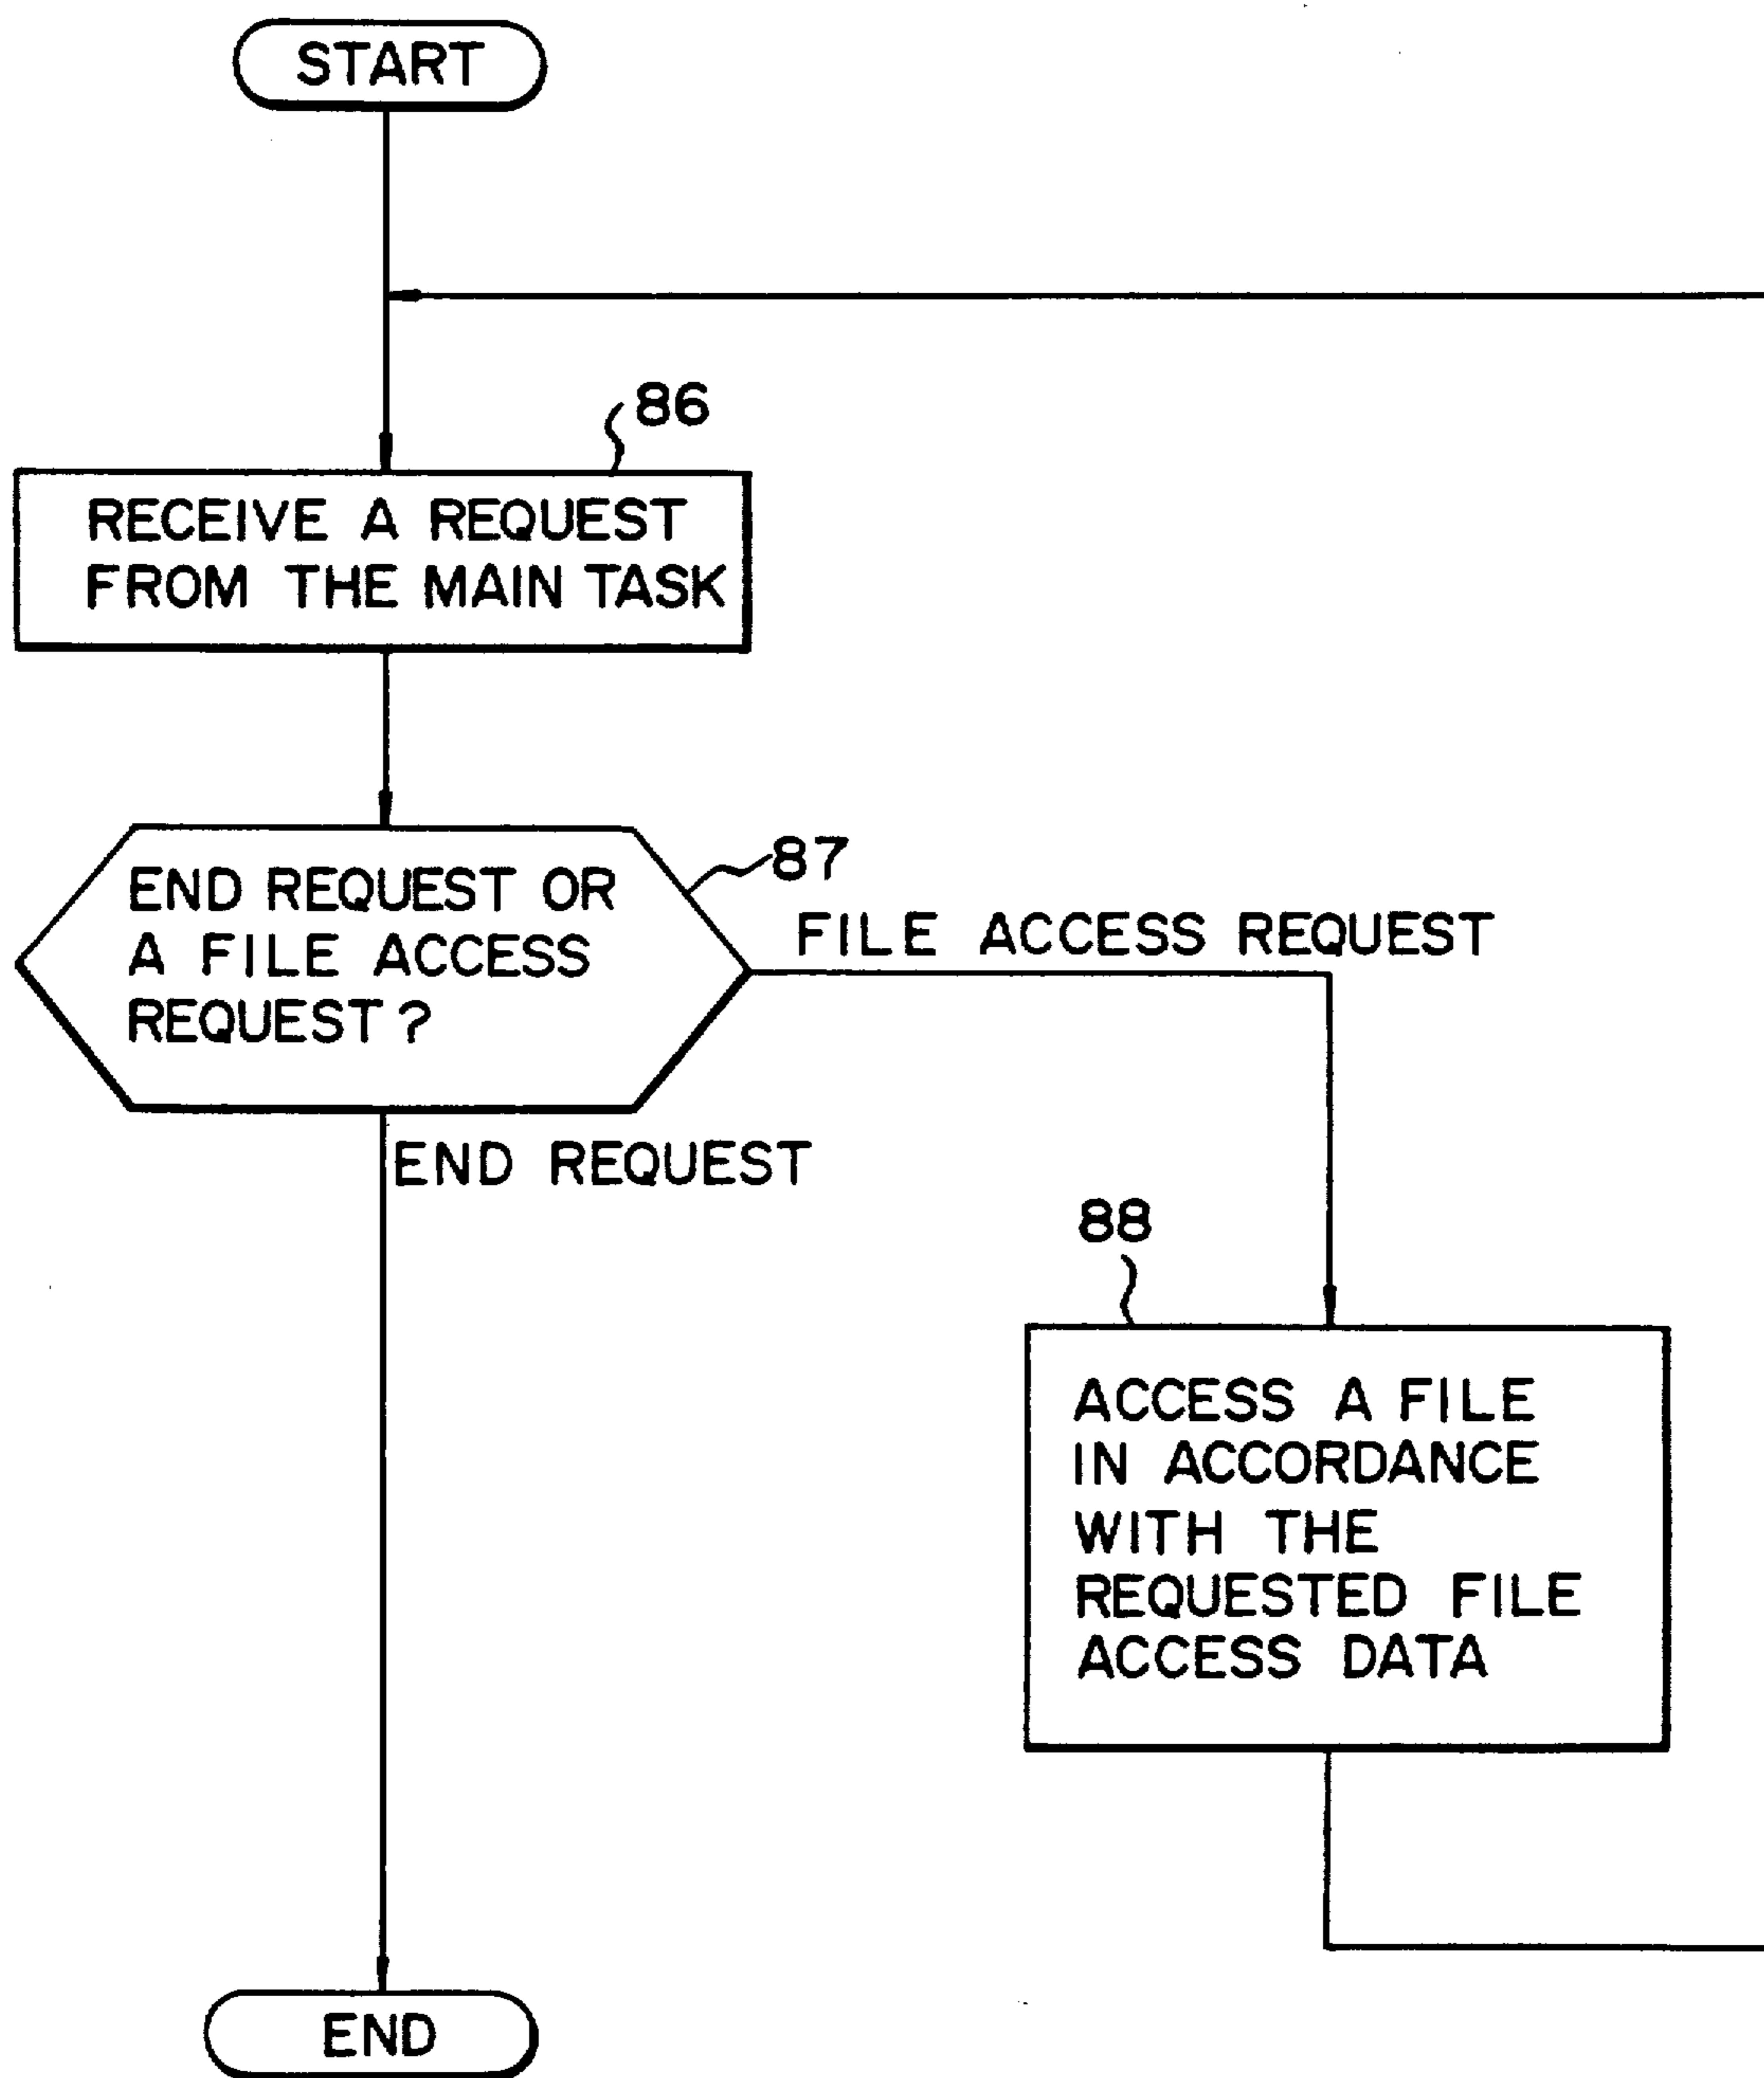 START
86
RECEIVE A REQUEST
FROM THE MAIN TASK
87
END REQUEST OR
A FILE ACCESS
REQUEST?
FILE ACCESS REQUEST
END REQUEST
88
ACCESS A FILE
IN ACCORDANCE
WITH THE
REQUESTED FILE
ACCESS DATA
END